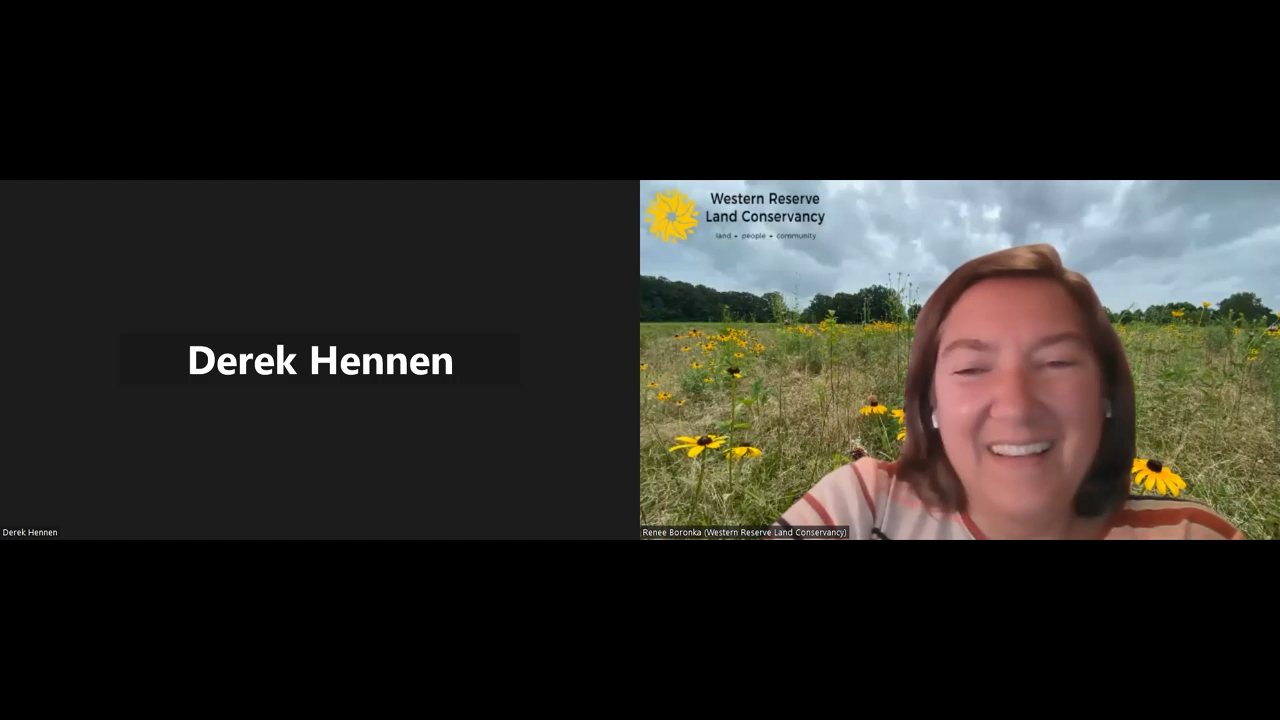 Derek Hennen
Derek Hennen
Western Reserve
Land Conservancy
land • people • community
Renee Boronka (Western Reserve Land Conservancy)